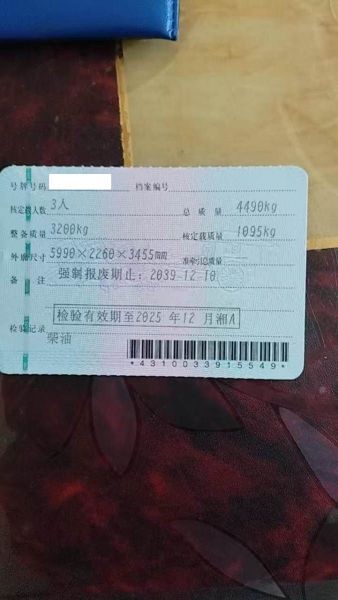 号牌号码 档案编号
核定载人数 3人 总质量 4490kg
整备质量 3200kg 核定载质量 1095kg
外廓尺寸 5990×2260×3455mm 准牵引总质量
备注 强制报废期止：2039-12-10
检验有效期至2025年12月湘A
检验记录
柴油
*4310033915549*